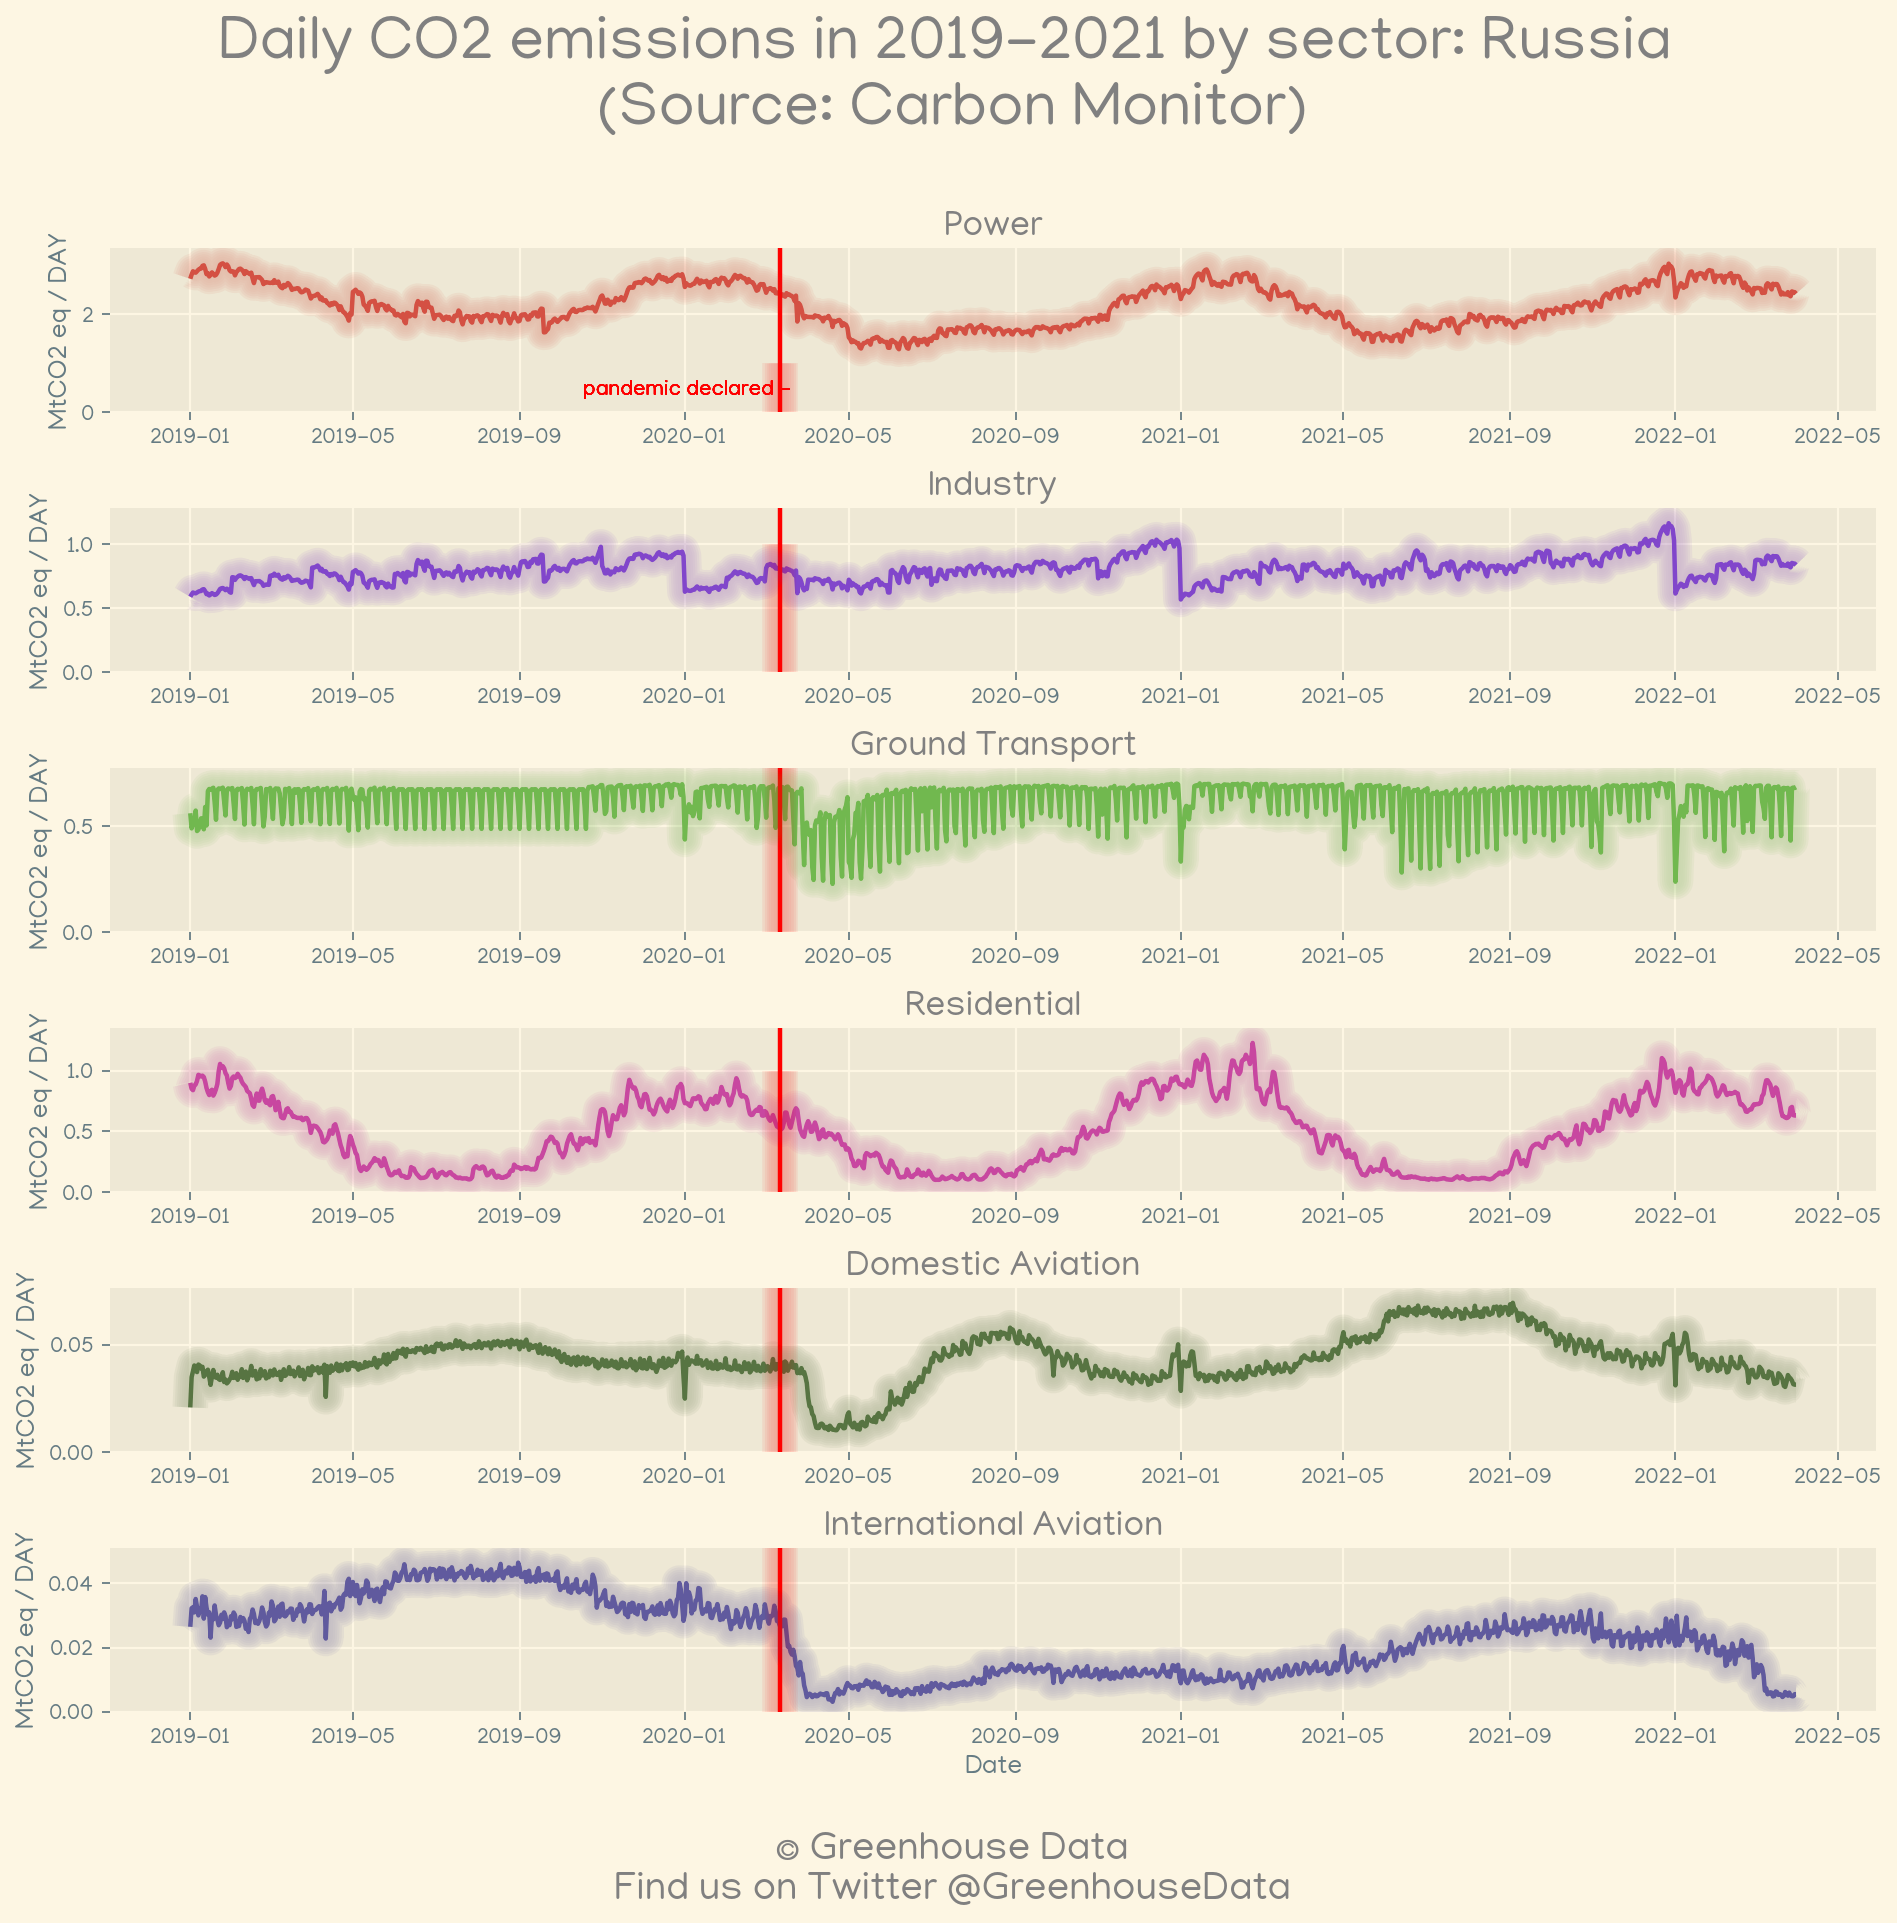 Daily CO2 emissions in 2019-2021 by sector: Russia
(Source: Carbon Monitor)
Power
MtCO2 eq / DAY
2
0
pandemic declared
2019-01 2019-05 2019-09 2020-01 2020-05 2020-09 2021-01 2021-05 2021-09 2022-01 2022-05
Industry
MtCO2 eq / DAY
1.0
0.5
0.0
2019-01 2019-05 2019-09 2020-01 2020-05 2020-09 2021-01 2021-05 2021-09 2022-01 2022-05
Ground Transport
MtCO2 eq / DAY
0.5
0.0
2019-01 2019-05 2019-09 2020-01 2020-05 2020-09 2021-01 2021-05 2021-09 2022-01 2022-05
Residential
MtCO2 eq / DAY
1.0
0.5
0.0
2019-01 2019-05 2019-09 2020-01 2020-05 2020-09 2021-01 2021-05 2021-09 2022-01 2022-05
Domestic Aviation
MtCO2 eq / DAY
0.05
0.00
2019-01 2019-05 2019-09 2020-01 2020-05 2020-09 2021-01 2021-05 2021-09 2022-01 2022-05
International Aviation
MtCO2 eq / DAY
0.04
0.02
0.00
2019-01 2019-05 2019-09 2020-01 2020-05 2020-09 2021-01 2021-05 2021-09 2022-01 2022-05
Date
© Greenhouse Data
Find us on Twitter @GreenhouseData